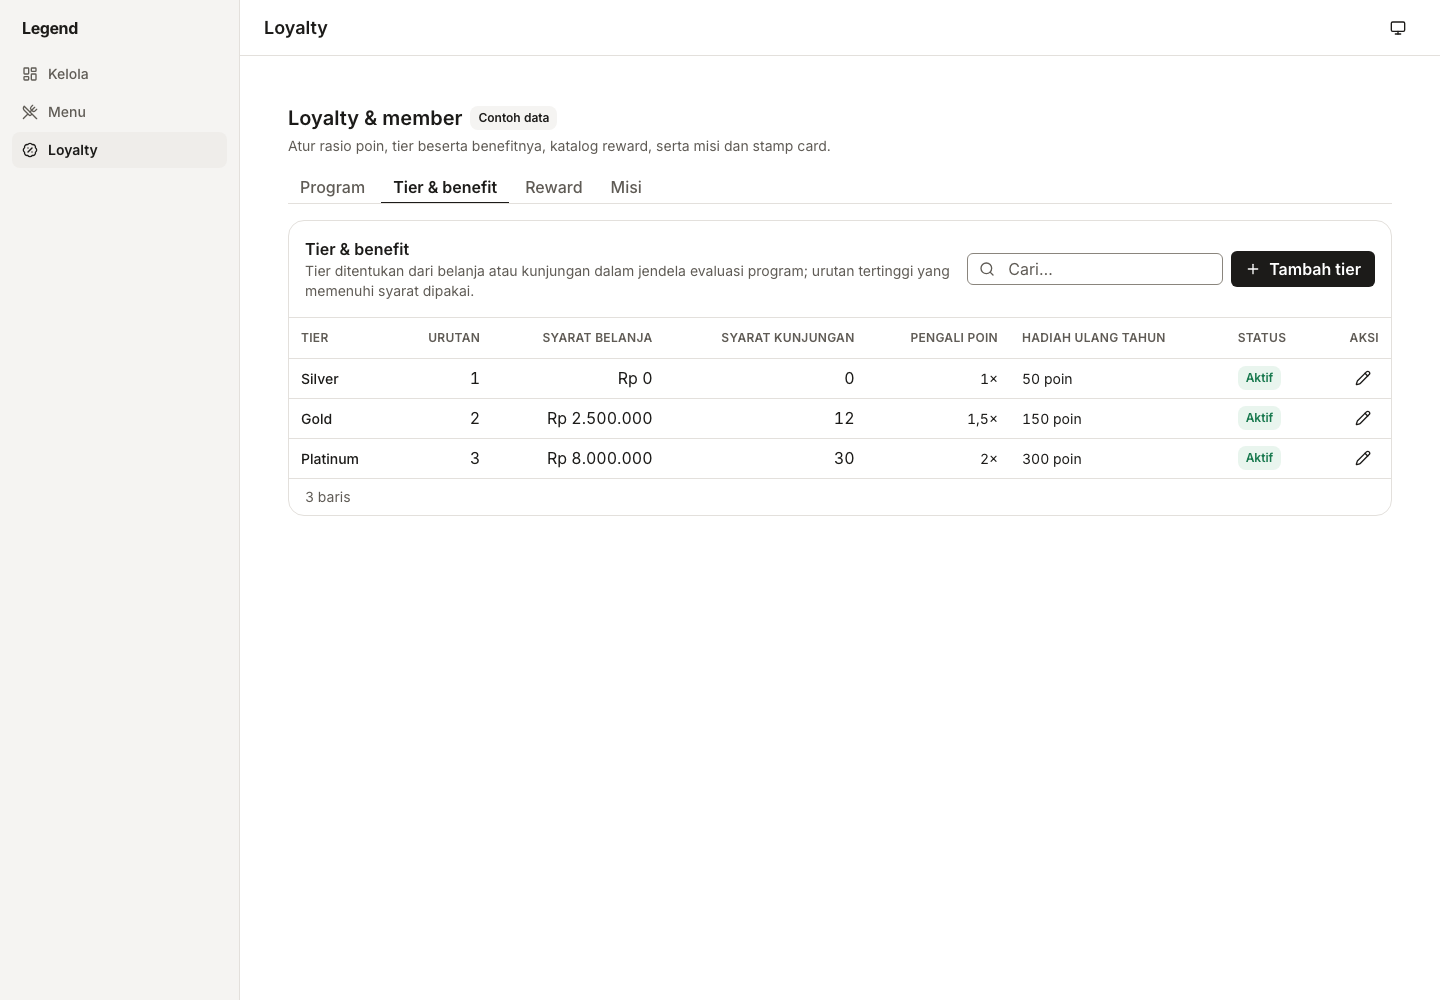 Legend
Kelola
Menu
Loyalty
Loyalty
Loyalty & member
Contoh data
Atur rasio poin, tier beserta benefitnya, katalog reward, serta misi dan stamp card.
Program
Tier & benefit
Reward
Misi
Tier & benefit
Tier ditentukan dari belanja atau kunjungan dalam jendela evaluasi program; urutan tertinggi yang
memenuhi syarat dipakai.
Cari...
Tambah tier
TIER URUTAN SYARAT BELANJA SYARAT KUNJUNGAN PENGALI POIN HADIAH ULANG TAHUN STATUS AKSI
Silver 1 Rp 0 0 1× 50 poin Aktif
Gold 2 Rp 2.500.000 12 1,5× 150 poin Aktif
Platinum 3 Rp 8.000.000 30 2× 300 poin Aktif
3 baris